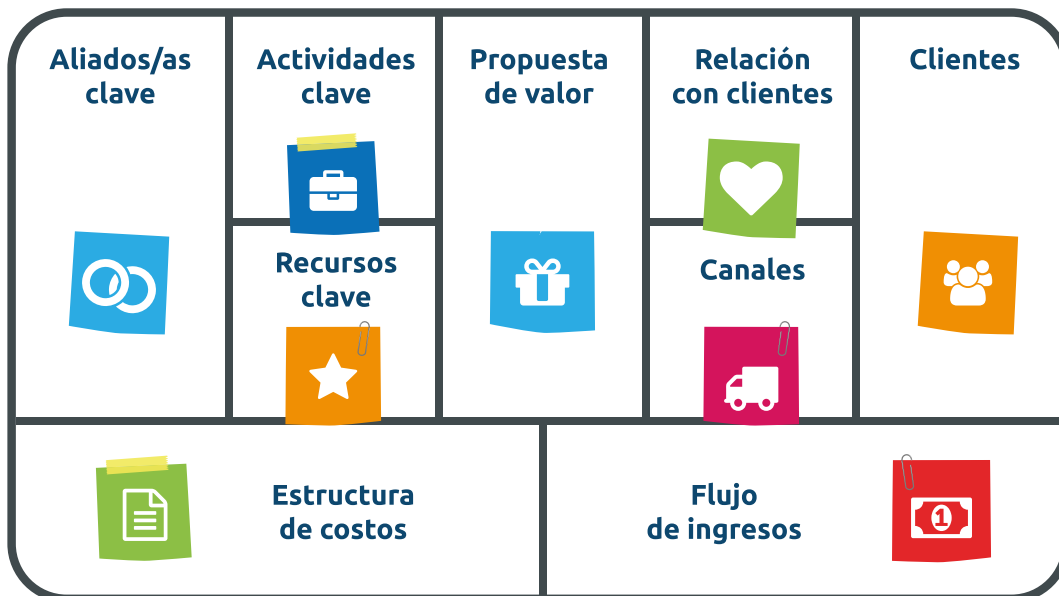 Aliados/as
clave
Actividades
clave
Recursos
clave
Propuesta
de valor
Relación
con clientes
Canales
Clientes
Estructura
de costos
Flujo
de ingresos
1